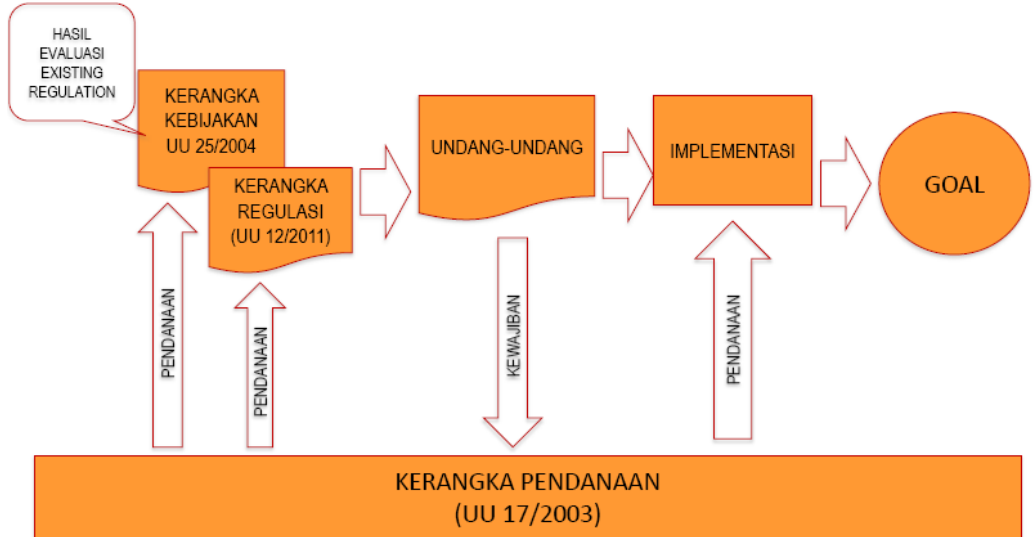 HASIL
EVALUASI
EXISTING
REGULATION
KERANGKA
KEBIJAKAN
UU 25/2004
KERANGKA
REGULASI
(UU 12/2011)
UNDANG-UNDANG
IMPLEMENTASI
GOAL
PENDANAAN
PENDANAAN
KEWAJIBAN
PENDANAAN
KERANGKA PENDANAAN
(UU 17/2003)